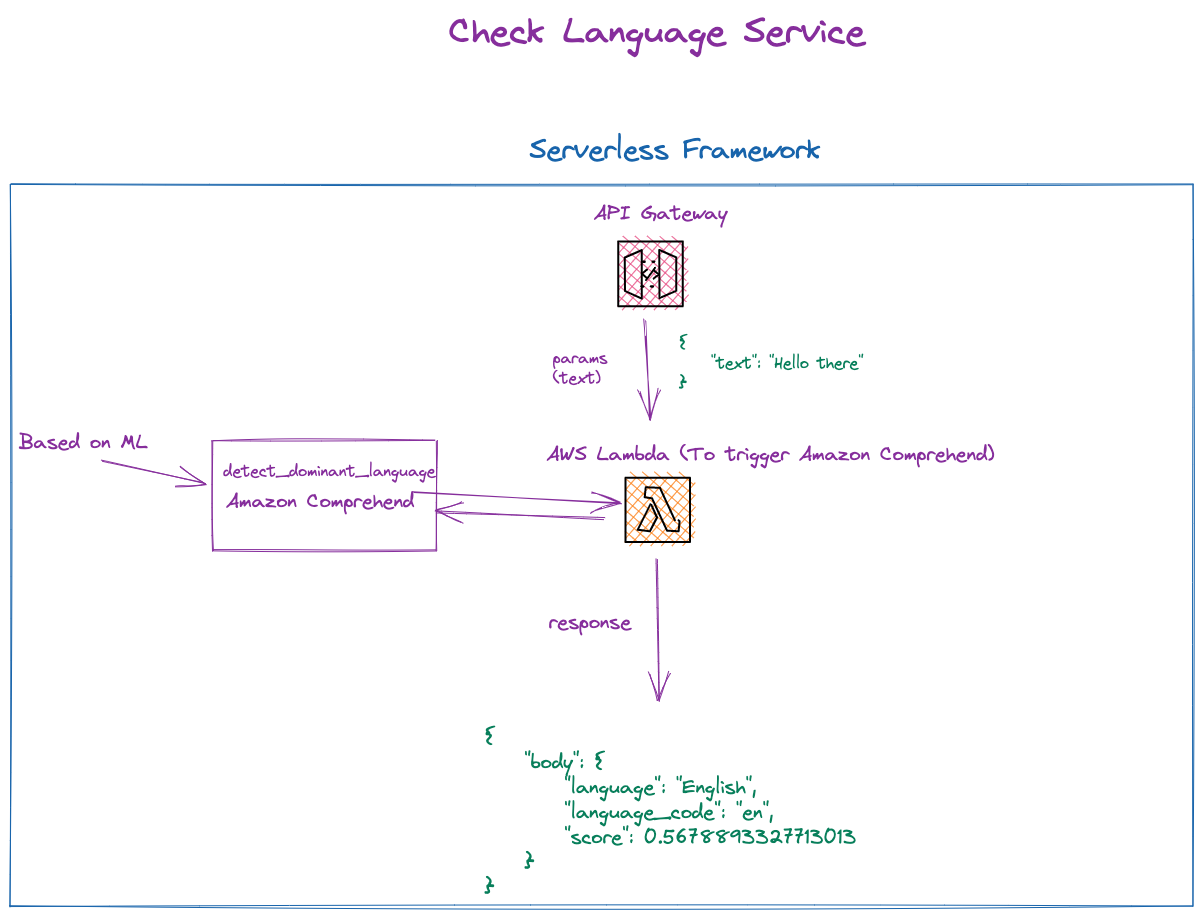 Check Language Service
Serverless Framework
API Gateway
params
(text)
{
"text": "Hello there"
}
Based on ML
detect_dominant_language
Amazon Comprehend
AWS Lambda (To trigger Amazon Comprehend)
response
{
"body": {
"language": "English",
"language_code": "en",
"score": 0.5678893327713013
}
}